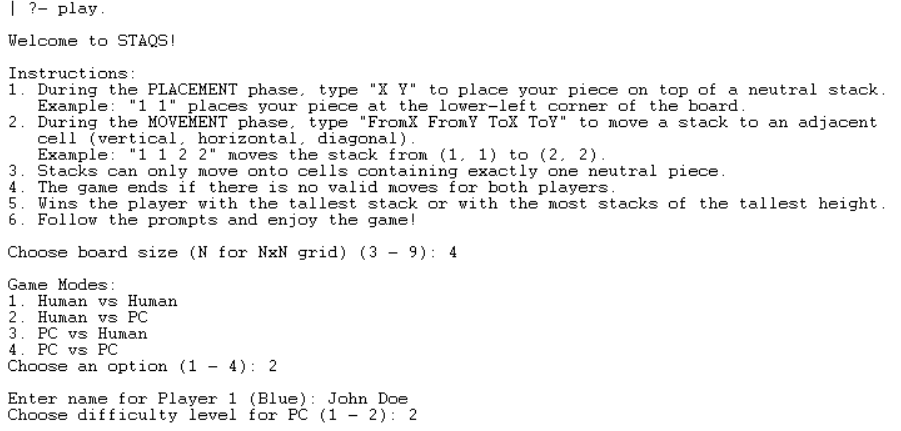 | ?- play.
Welcome to STAQS!
Instructions:
1. During the PLACEMENT phase, type "X Y" to place your piece on top of a neutral stack.
Example: "1 1" places your piece at the lower-left corner of the board.
2. During the MOVEMENT phase, type "FromX FromY ToX ToY" to move a stack to an adjacent
cell (vertical, horizontal, diagonal).
Example: "1 1 2 2" moves the stack from (1, 1) to (2, 2).
3. Stacks can only move onto cells containing exactly one neutral piece.
4. The game ends if there is no valid moves for both players.
5. Wins the player with the tallest stack or with the most stacks of the tallest height.
6. Follow the prompts and enjoy the game!
Choose board size (N for NxN grid) (3 - 9): 4
Game Modes:
1. Human vs Human
2. Human vs PC
3. PC vs Human
4. PC vs PC
Choose an option (1 - 4): 2
Enter name for Player 1 (Blue): John Doe
Choose difficulty level for PC (1 - 2): 2